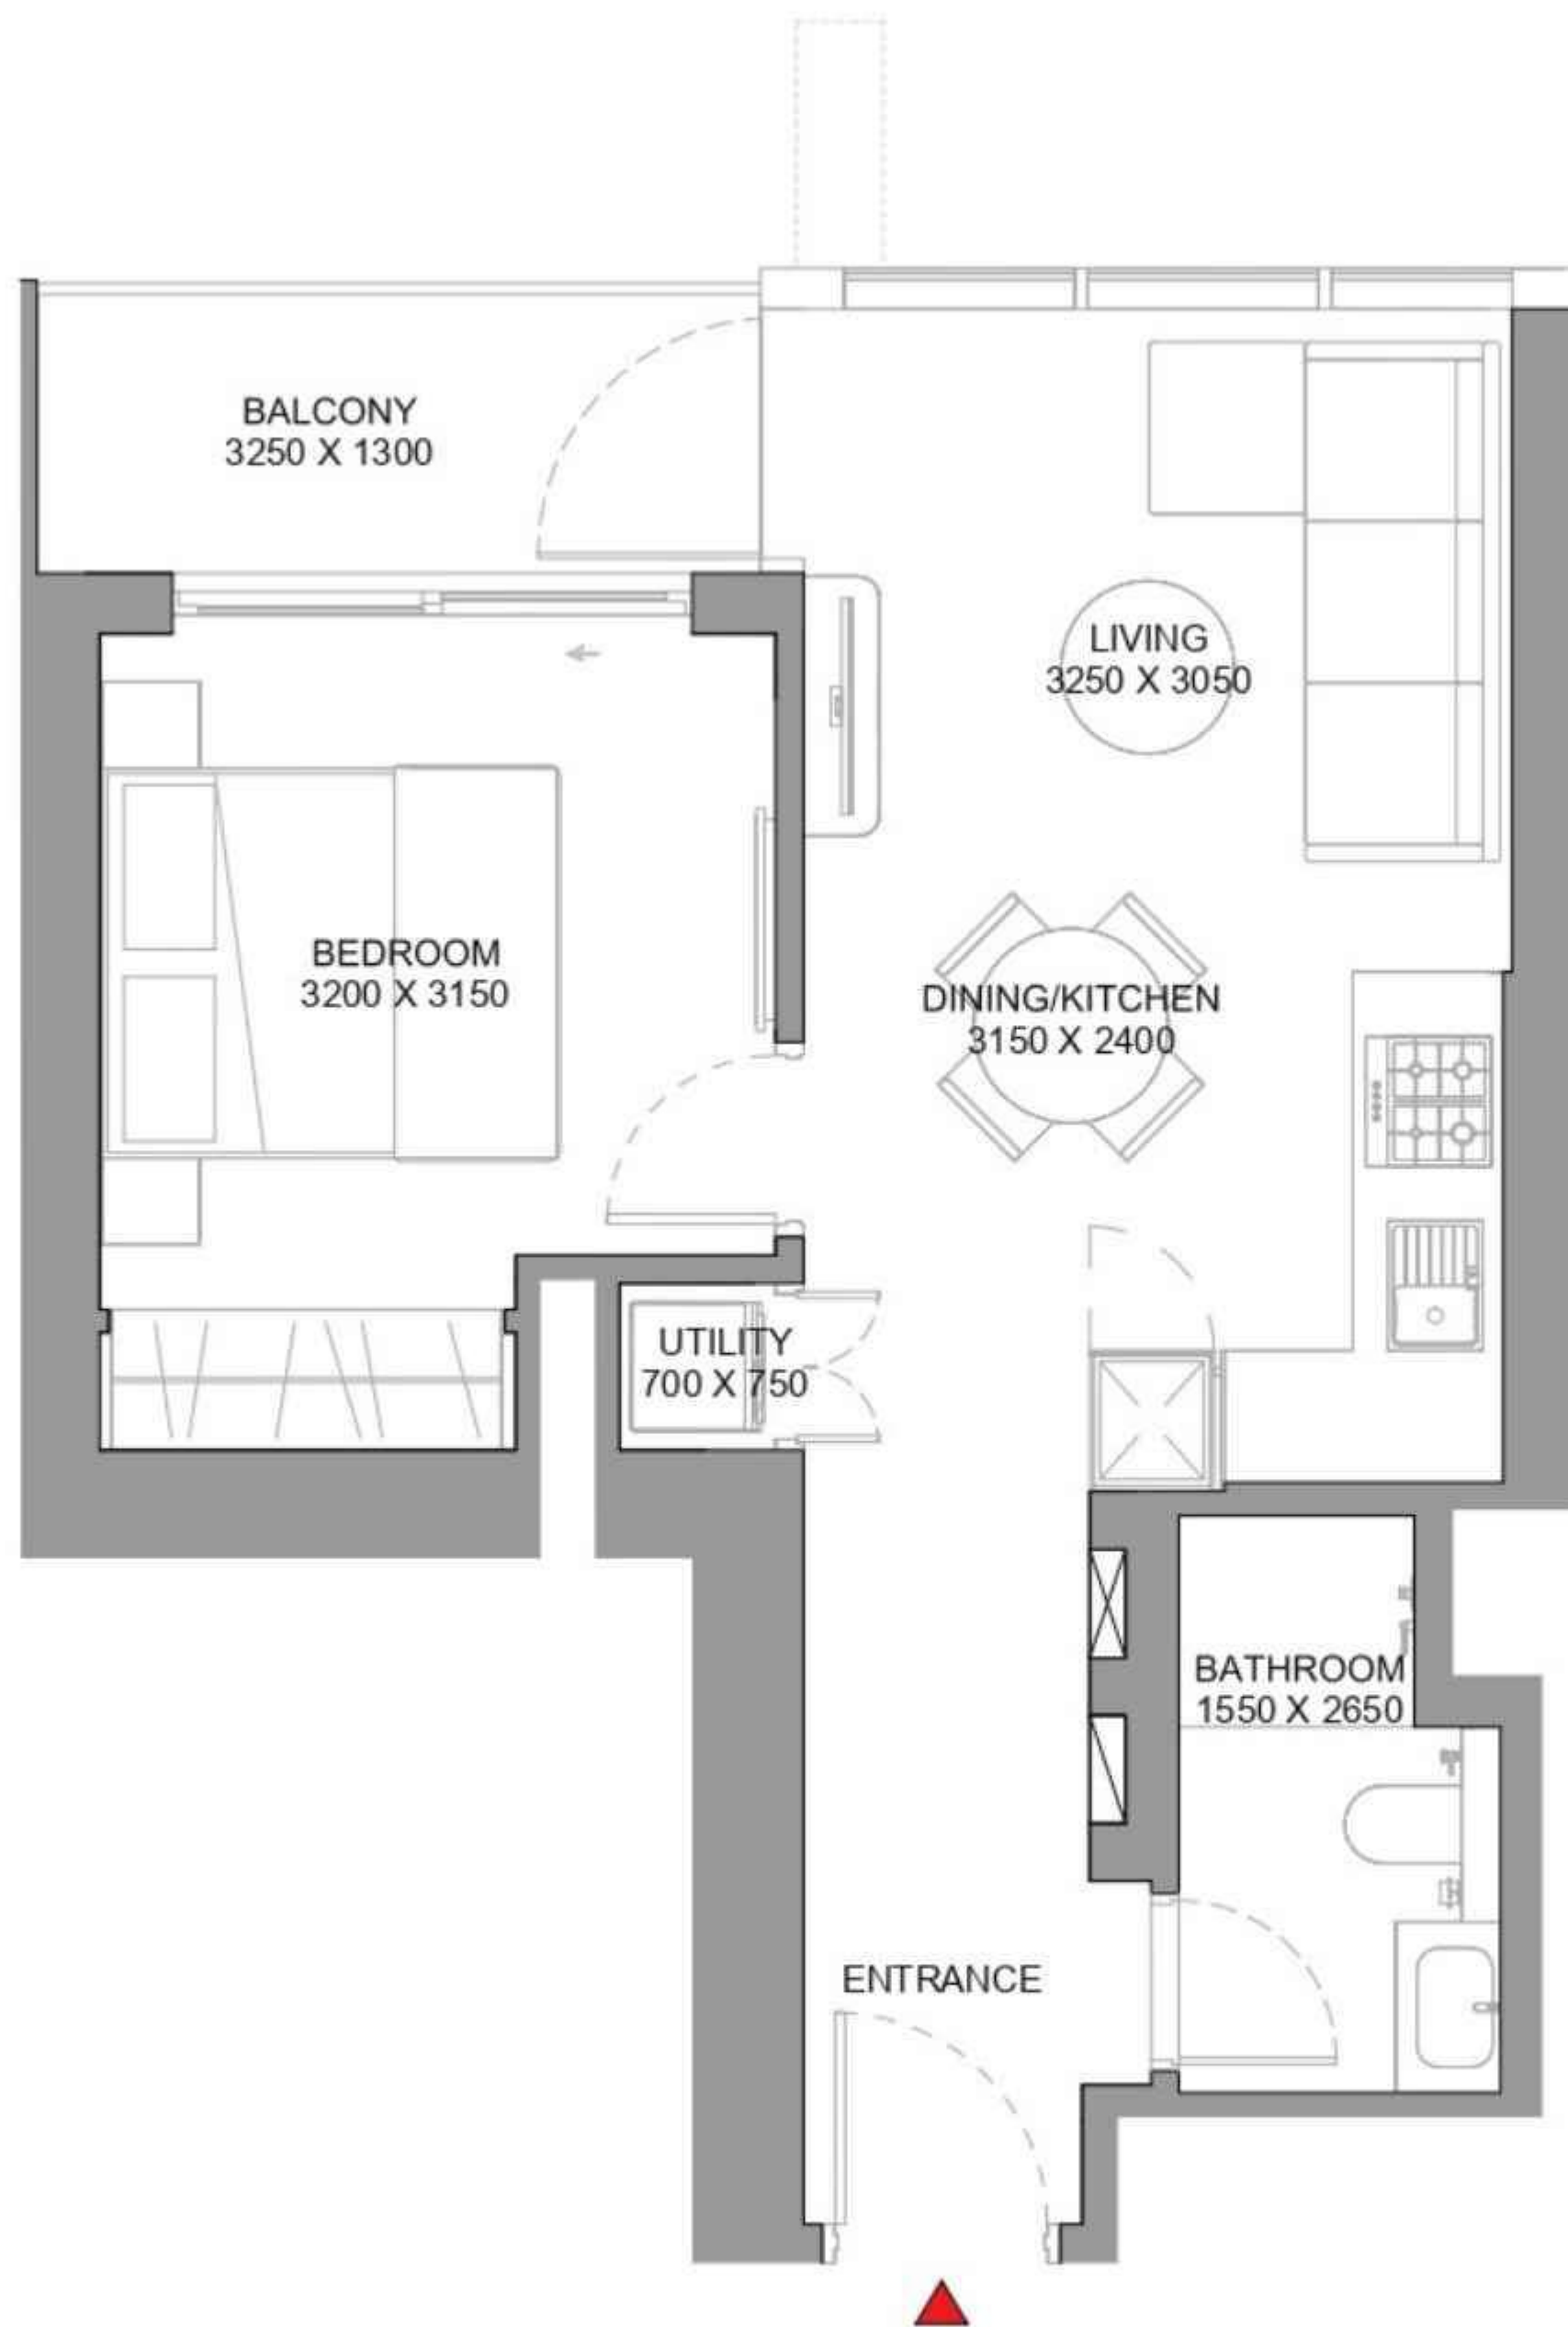 BALCONY
3250 X 1300
LIVING
3250 X 3050
BEDROOM
3200 X 3150
DINING/KITCHEN
3150 X 2400
UTILITY
700 X 750
BATHROOM
1550 X 2650
ENTRANCE